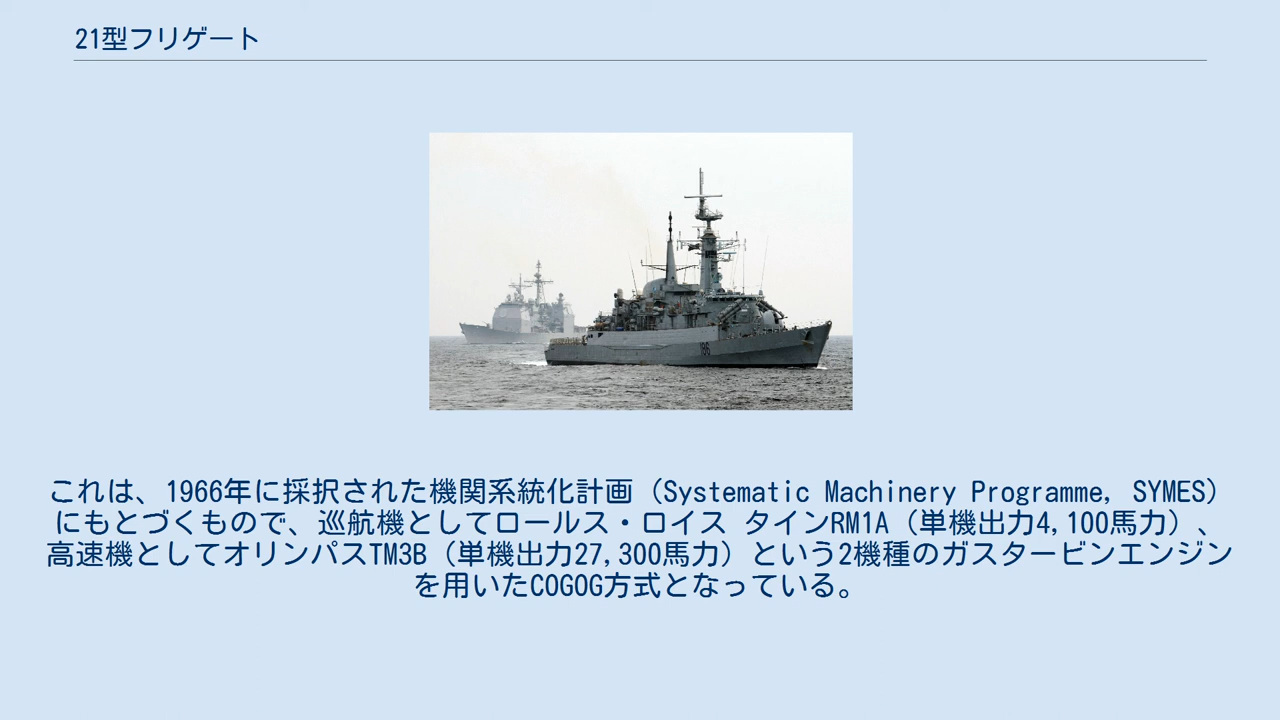 21型フリゲート
186
これは、1966年に採択された機関系統化計画（Systematic Machinery Programme, SYMES）
にもとづくもので、巡航機としてロールス・ロイス タインRM1A（単機出力4,100馬力）、
高速機としてオリンパスTM3B（単機出力27,300馬力）という2機種のガスタービンエンジン
を用いたCOGOG方式となっている。